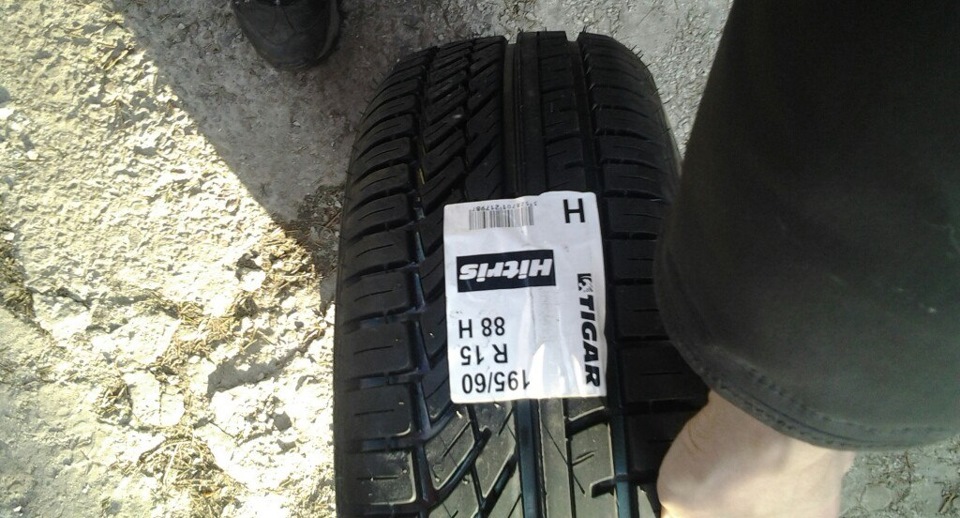 195/60
R 15
88 H
TIGAR
Hitris
H